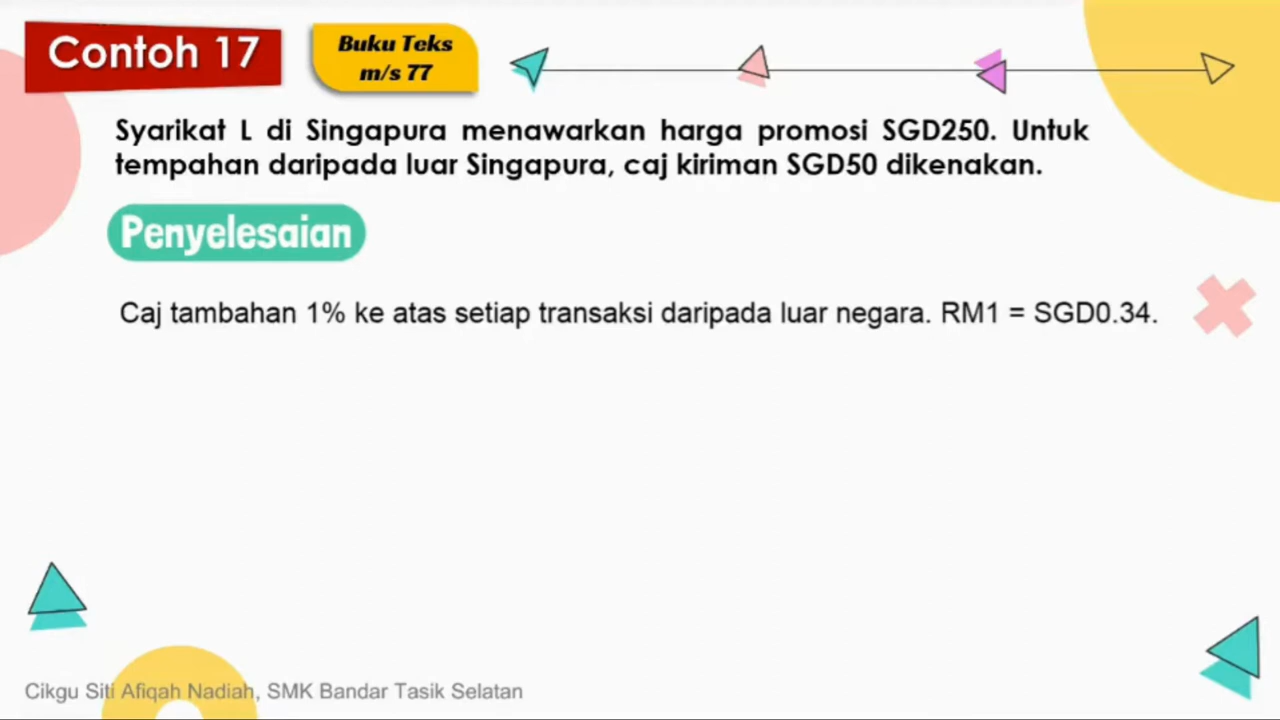 Contoh 17
Buku Teks
m/s 77
Syarikat L di Singapura menawarkan harga promosi SGD250. Untuk
tempahan daripada luar Singapura, caj kiriman SGD50 dikenakan.
Penyelesaian
Caj tambahan 1% ke atas setiap transaksi daripada luar negara. RM1 = SGD0.34.
Cikgu Siti Afiqah Nadiah, SMK Bandar Tasik Selatan